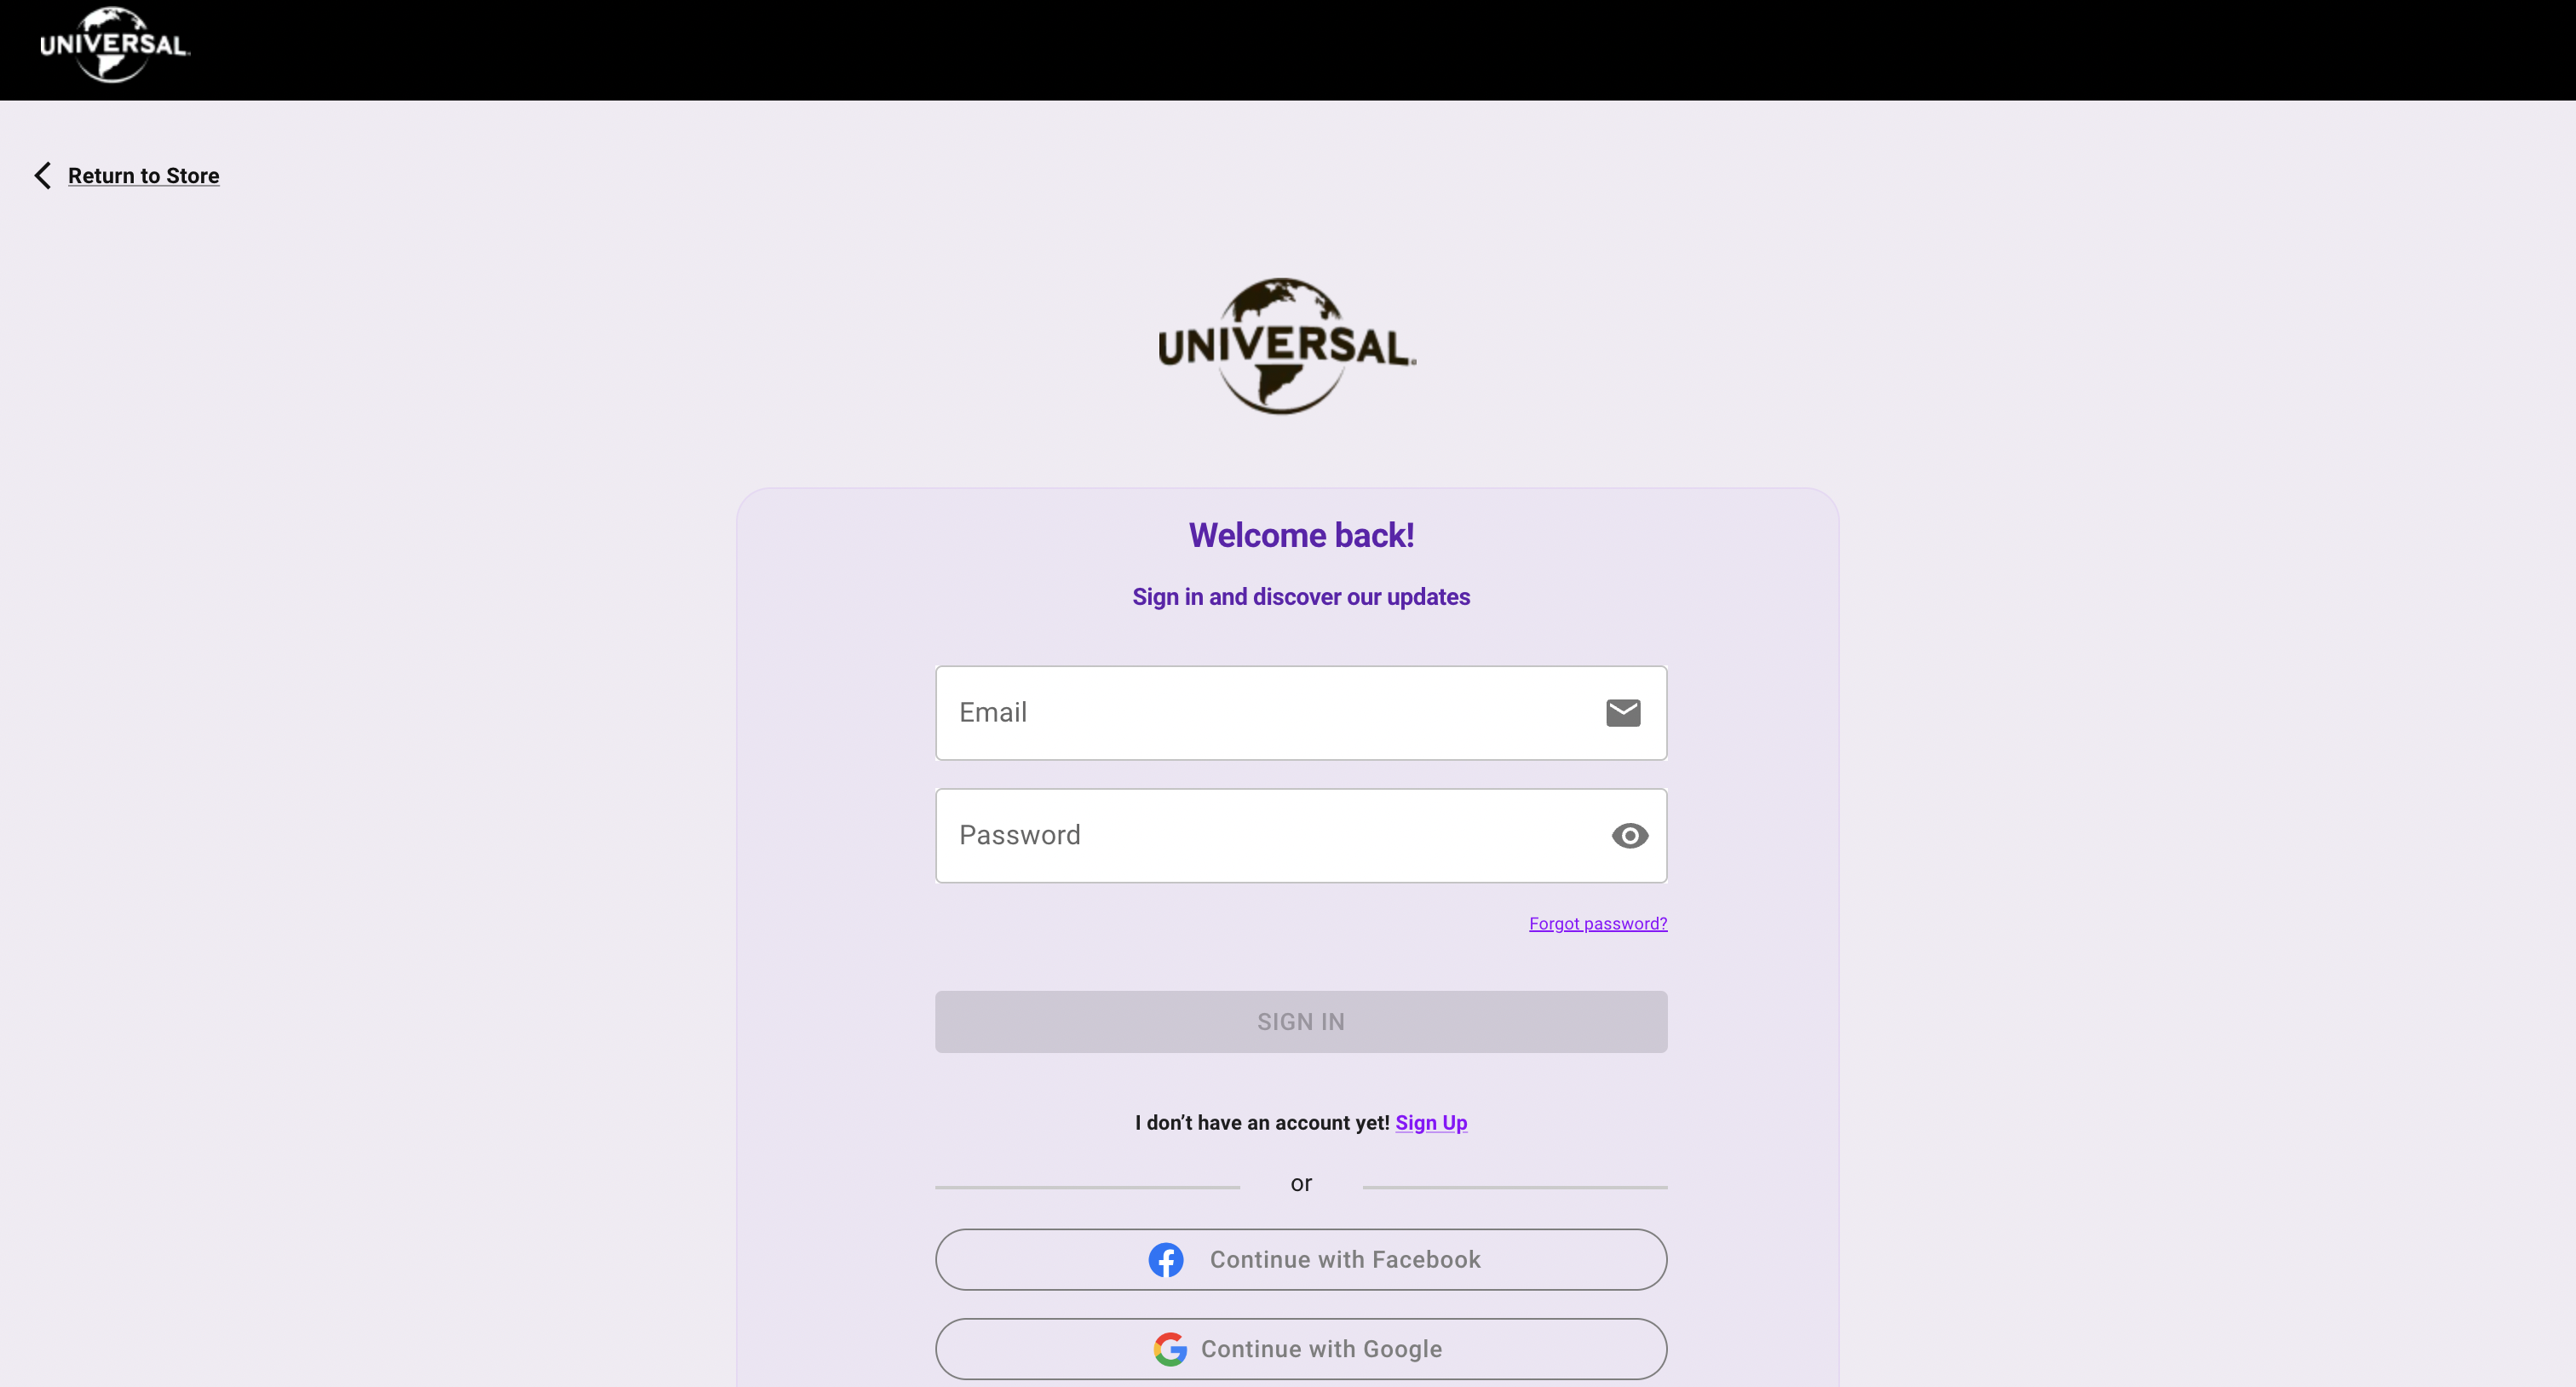 UNIVERSAL
Return to Store
UNIVERSAL
Welcome back!
Sign in and discover our updates
Email
Password
Forgot password?
SIGN IN
I don’t have an account yet! Sign Up
or
Continue with Facebook
Continue with Google